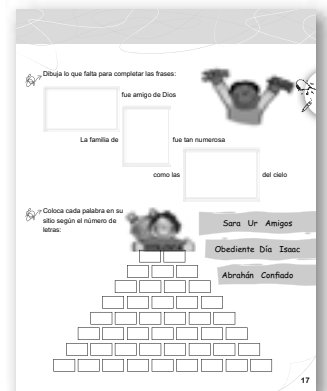 Dibuja lo que falta para completar las frases:
fue amigo de Dios
La familia de
fue tan numerosa
como las
del cielo
Coloca cada palabra en su
sitio según el número de
letras:
Sara Ur Amigos
Obediente Día Isaac
Abrahán Confiado
17